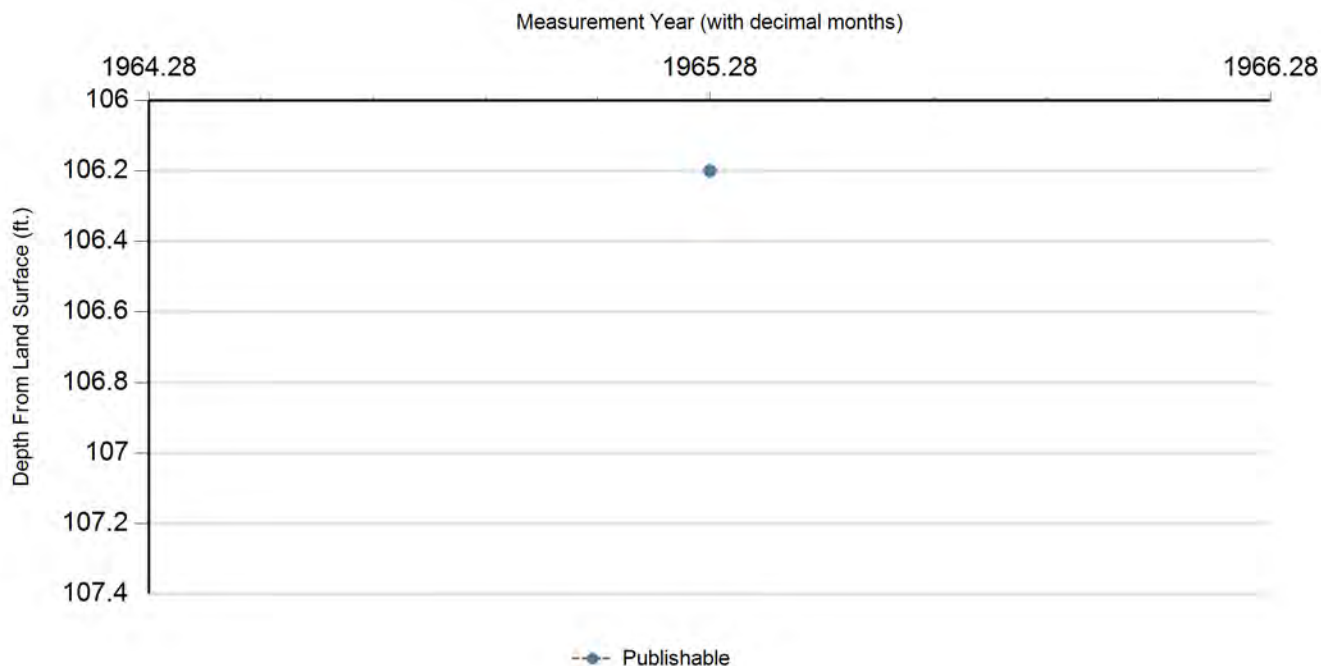 Measurement Year (with decimal months)
1964.28 1965.28 1966.28
106
106.2
106.4
106.6
106.8
107
107.2
107.4
Depth From Land Surface (ft.)
Publishable